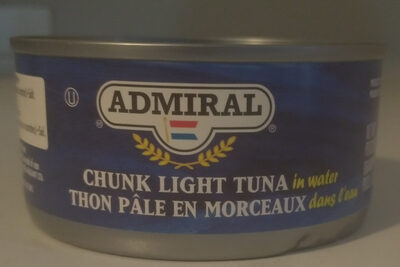 ADMIRAL
CHUNK LIGHT TUNA in water
THON PÂLE EN MORCEAUX dans l'eau